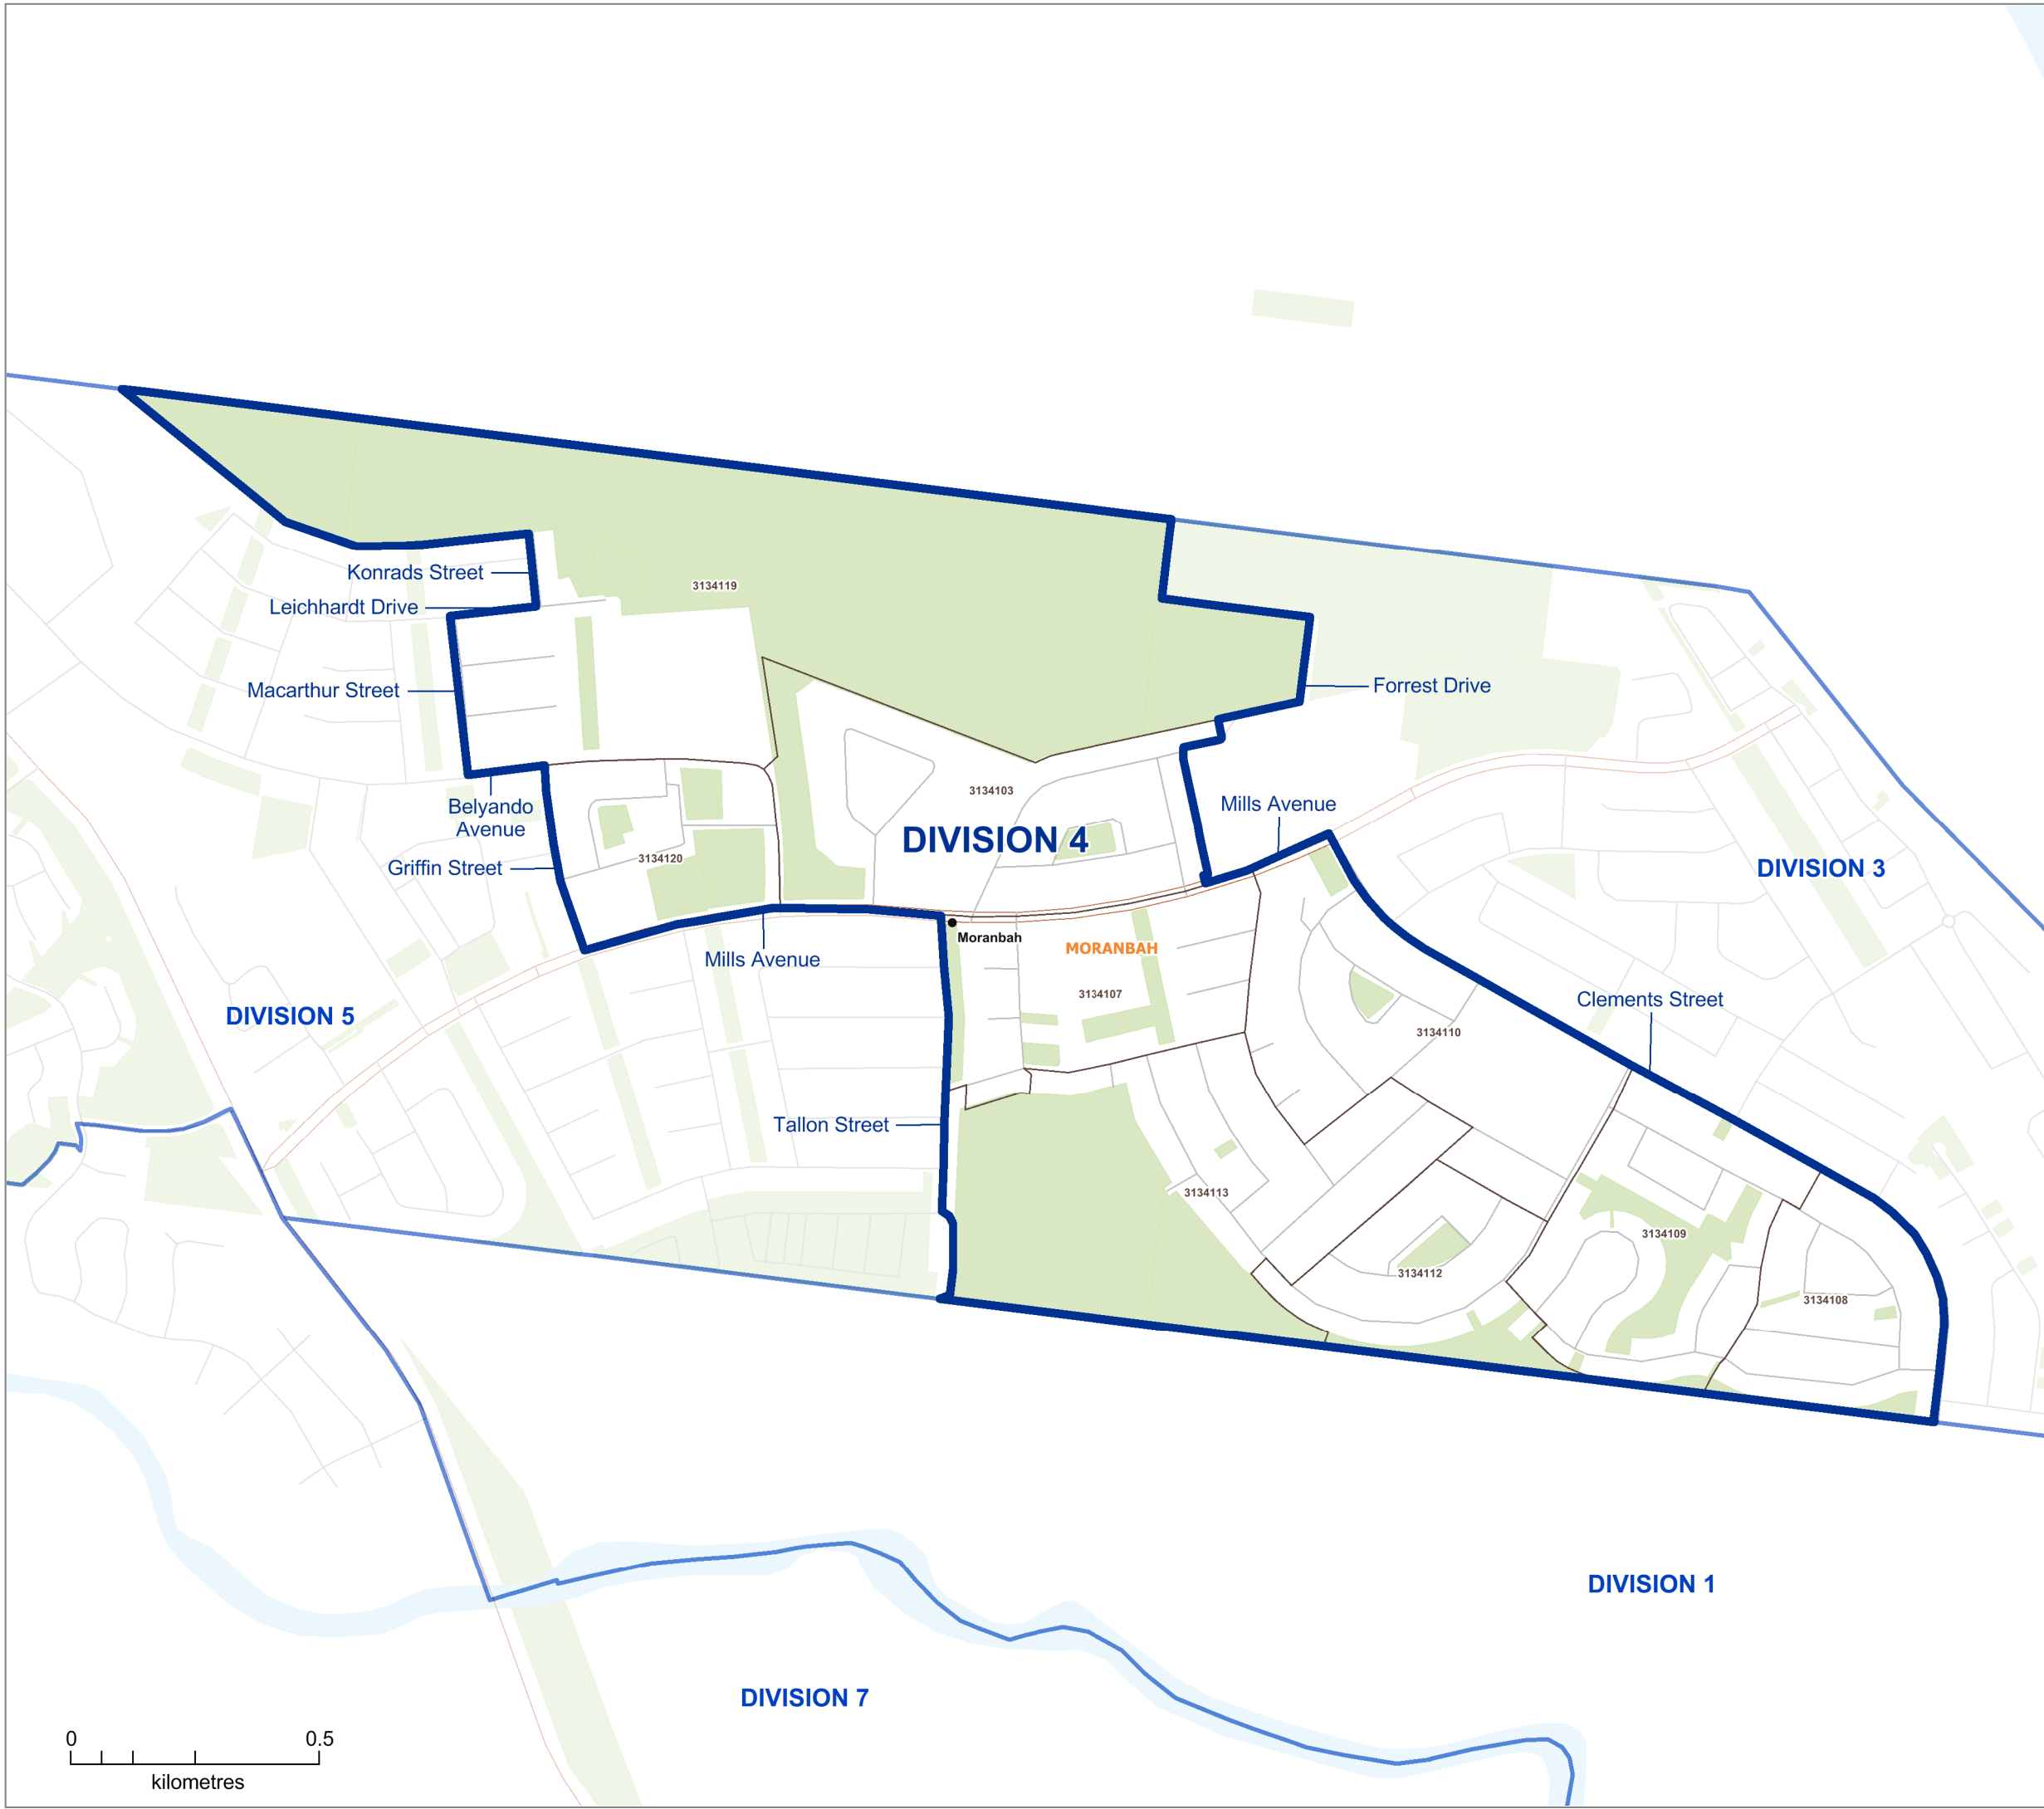 Konrads Street
3134119
Leichhardt Drive
Macarthur Street
Forrest Drive
3134103
Belyando
Avenue
Mills Avenue
DIVISION 4
3134120
Griffin Street
DIVISION 3
Moranbah
MORANBAH
Mills Avenue
3134107
Clements Street
DIVISION 5
3134110
Tallon Street
3134113
3134109
3134112
3134108
DIVISION 1
DIVISION 7
0 0.5
kilometres